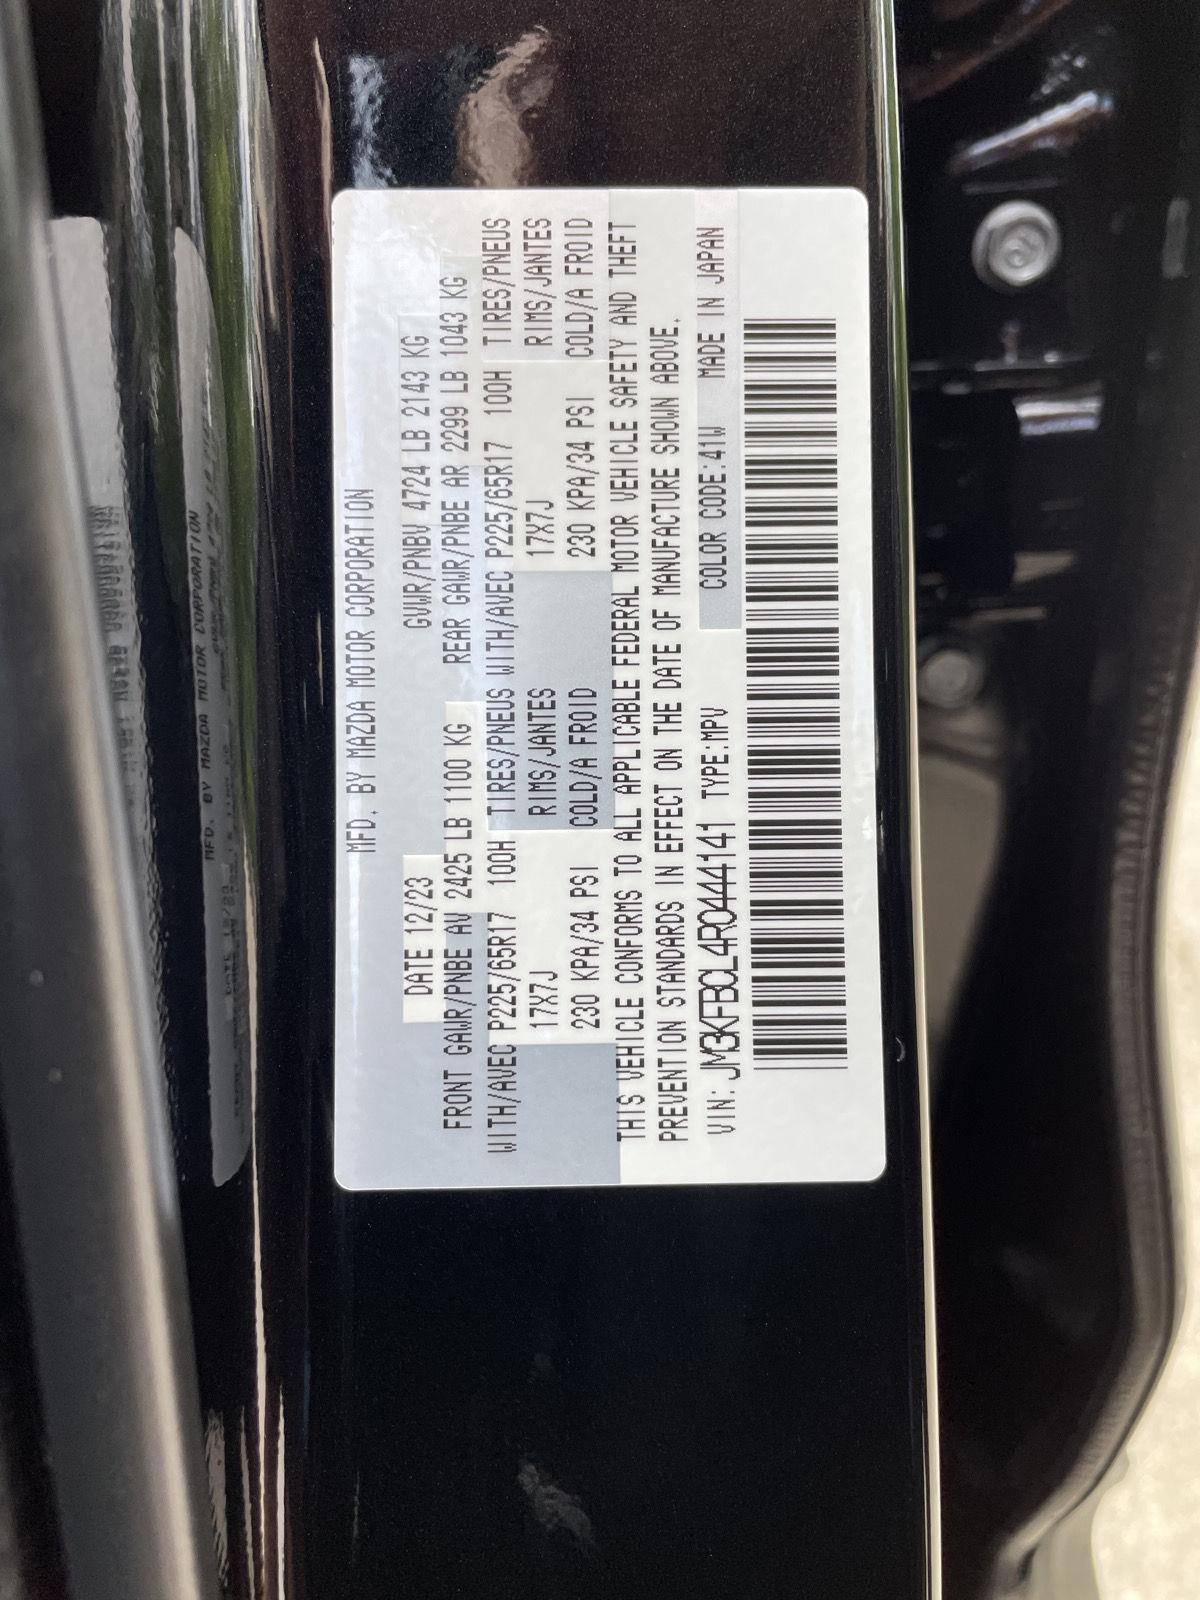 MFD. BY MAZDA MOTOR CORPORATION
DATE 12/23 GVWR/PNBV 4724 LB 2143 KG
FRONT GAWR/PNBE AV 2425 LB 1100 KG REAR GAWR/PNBE AR 2299 LB 1043 KG
WITH/AVEC P225/65R17 100H TIRES/PNEUS WITH/AVEC P225/65R17 100H TIRES/PNEUS
17X7J RIMS/JANTES 17X7J RIMS/JANTES
230 KPA/34 PSI COLD/A FROID 230 KPA/34 PSI COLD/A FROID
THIS VEHICLE CONFORMS TO ALL APPLICABLE FEDERAL MOTOR VEHICLE SAFETY AND THEFT
PREVENTION STANDARDS IN EFFECT ON THE DATE OF MANUFACTURE SHOWN ABOVE.
VIN: JM3KFBCL4R0444141 TYPE:MPV COLOR CODE:41W MADE IN JAPAN
MFD. BY MAZDA MOTOR CORPORATION